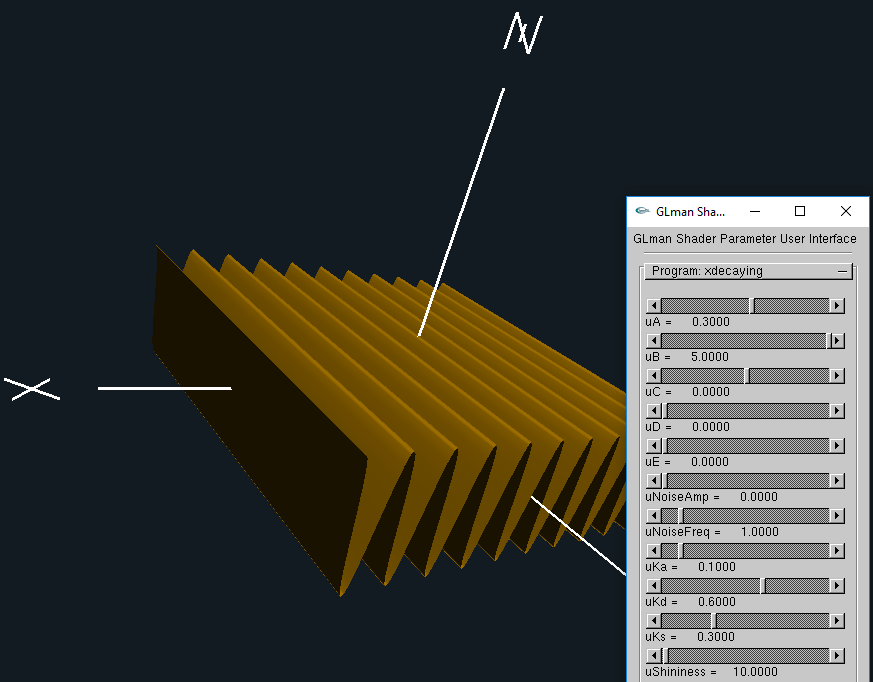 X
GLman Sha...
GLman Shader Parameter User Interface
Program: xdecaying
uA = 0.3000
uB = 5.0000
uC = 0.0000
uD = 0.0000
uE = 0.0000
uNoiseAmp = 0.0000
uNoiseFreq = 1.0000
uKa = 0.1000
uKd = 0.6000
uKs = 0.3000
uShininess = 10.0000